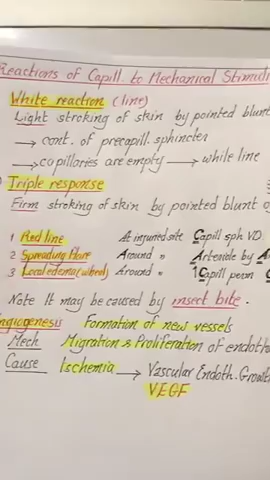 Reactions of Capill. to Mechanical Stimuli
White reaction (line)
Light stroking of skin by pointed blunt
→ cont. of precapill. sphincter
→ capillaries are empty → white line
Triple response
Firm stroking of skin by pointed blunt o
1 Red line At injured site Capill. sph VD.
2 Spreading flare Around " Arteriole by A
3 Local edema (wheal) Around " ↑Capill perm
Note It may be caused by insect bite.
Angiogenesis Formation of new vessels
Mech Migration & Proliferation of endoth
Cause Ischemia → Vascular Endoth. Growth
VEGF